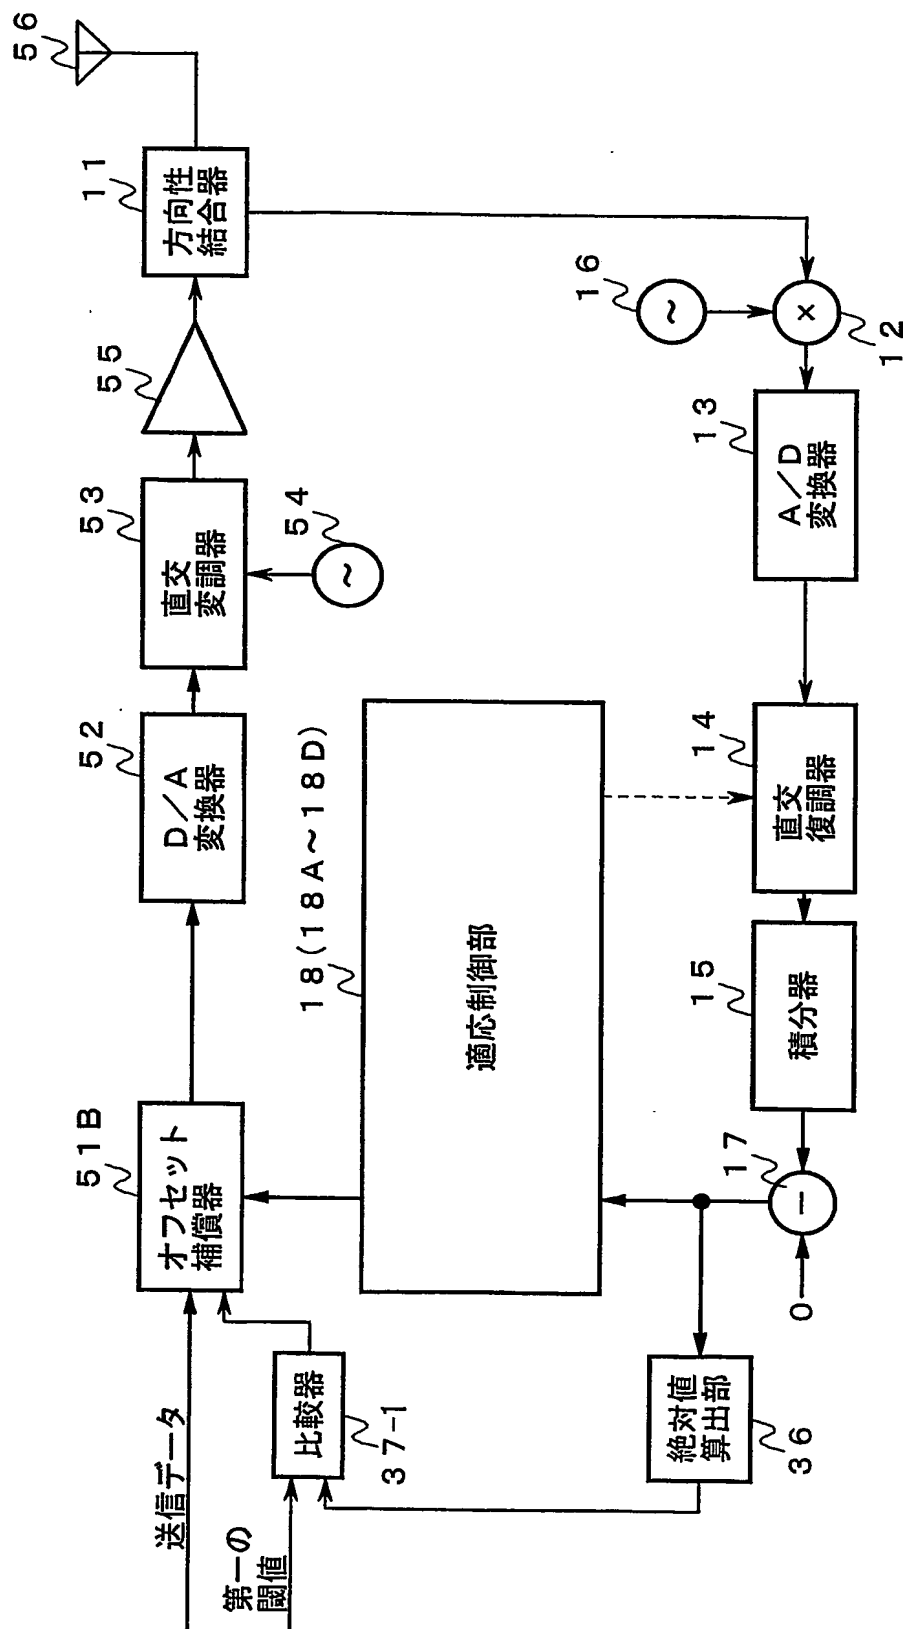 送信データ
第一の
閾値
51B
オフセット
補償器
52
D/A
変換器
53
直交
変調器
54
~
55
11
方向性
結合器
56
18(18A~18D)
適応制御部
比較器
37-1
16
~
×
12
13
A/D
変換器
14
直交
復調器
15
積分器
17
−
0
絶対値
算出部
36